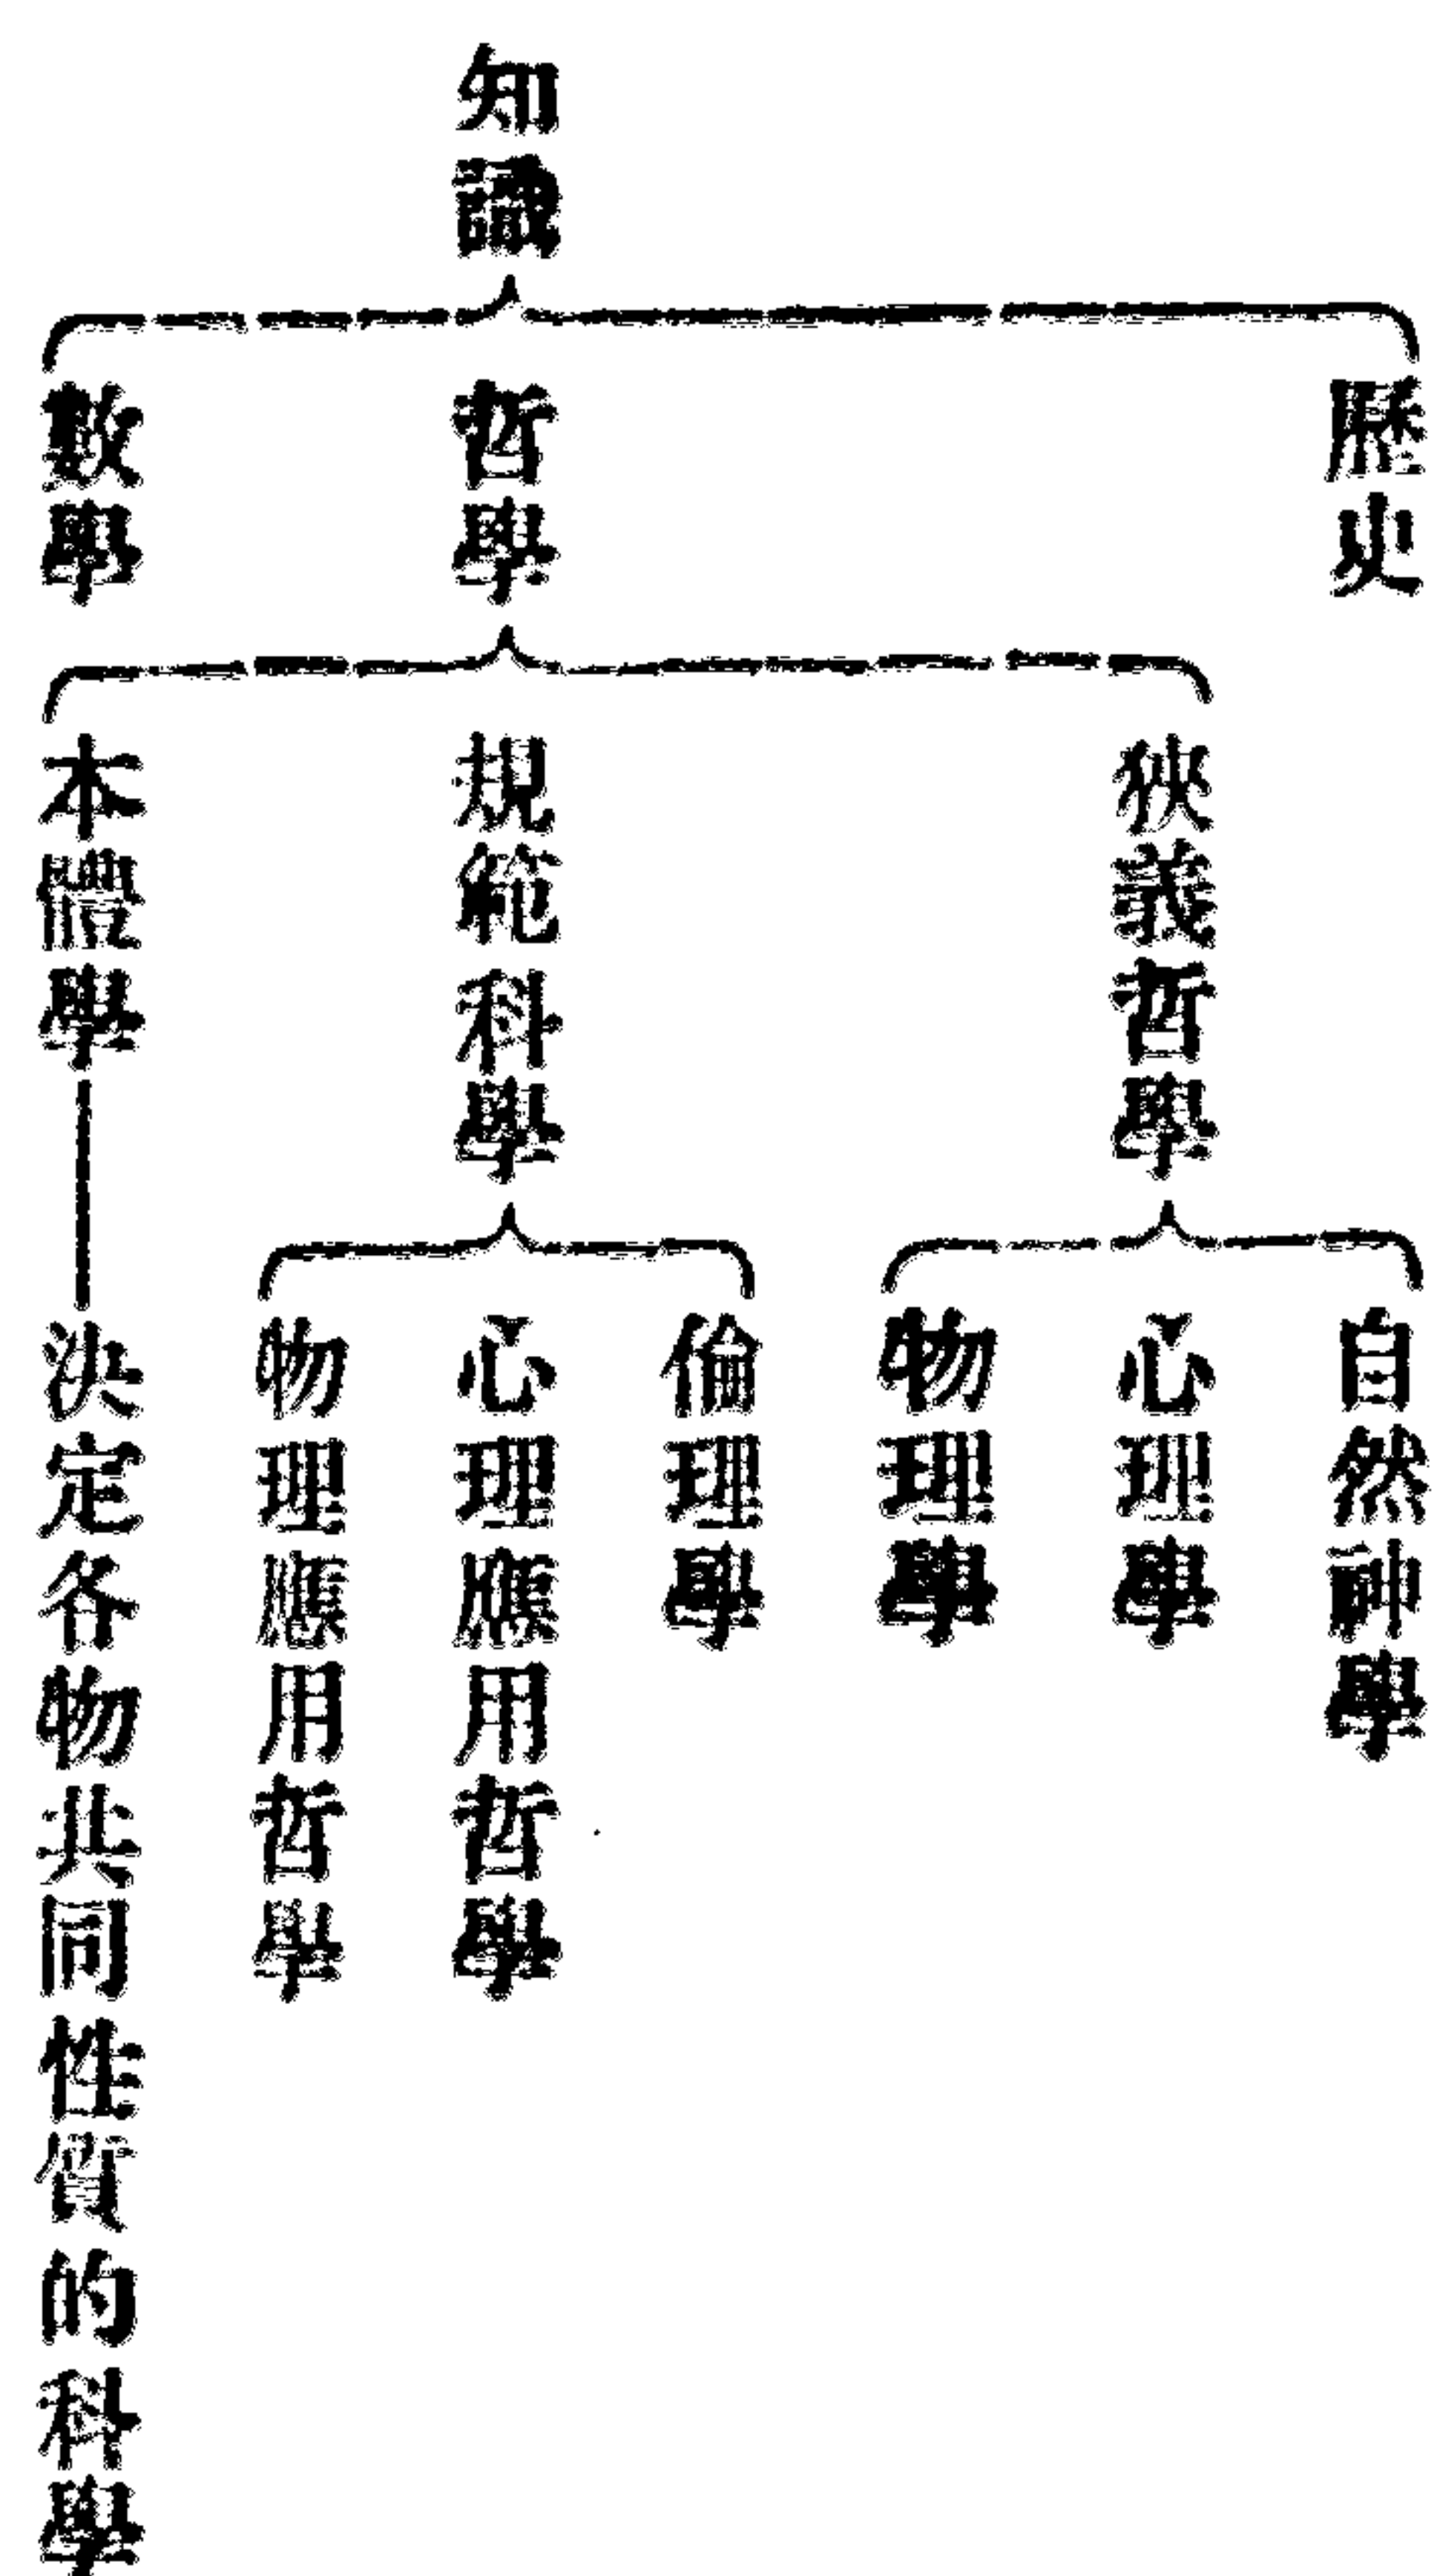 知識
歷史
哲學
數學
狹義哲學
規範科學
本體學
自然神學
心理學
物理學
倫理學
心理應用哲學
物理應用哲學
決定各物共同性質的科學